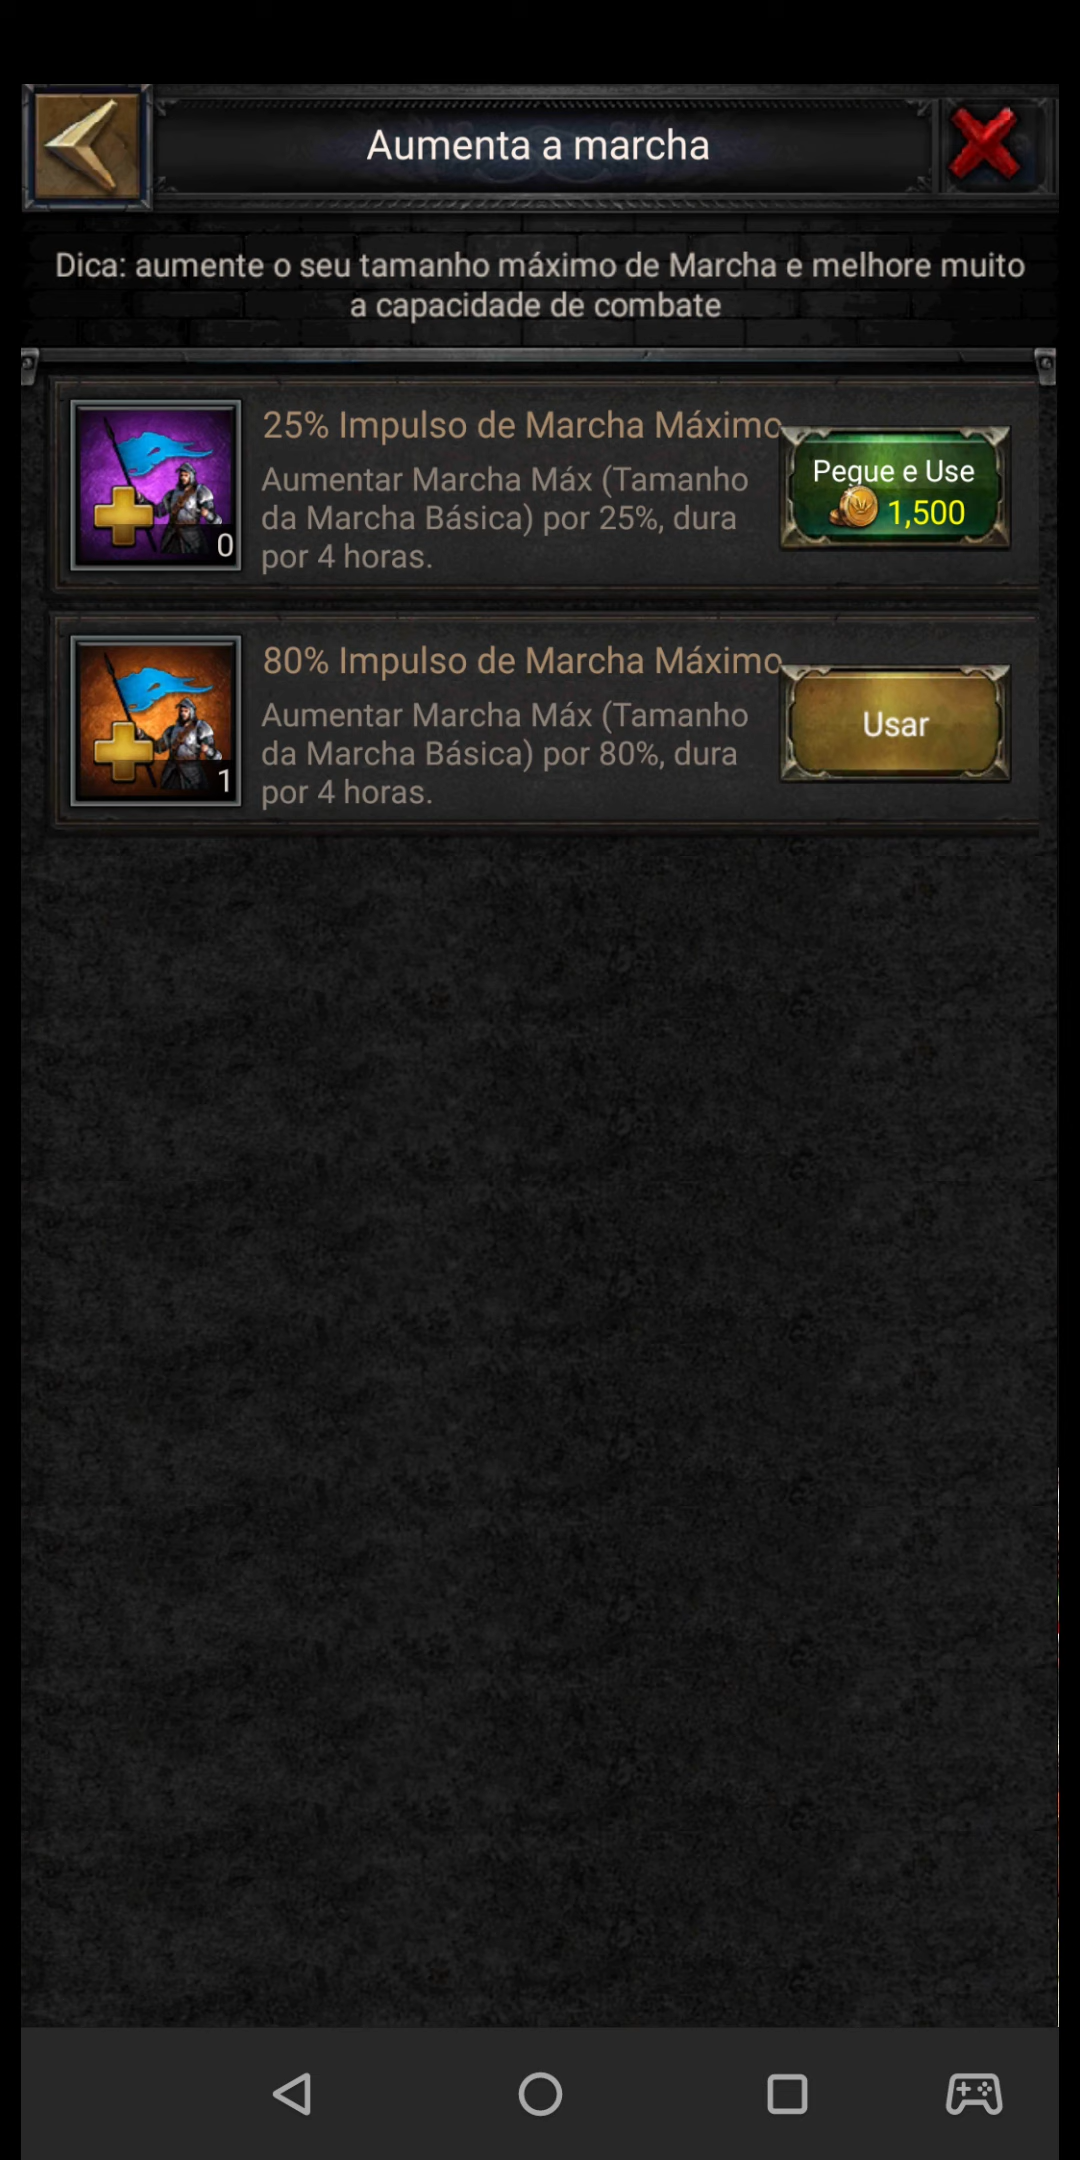 Aumenta a marcha
Dica: aumente o seu tamanho máximo de Marcha e melhore muito
a capacidade de combate
25% Impulso de Marcha Máximo
Aumentar Marcha Máx (Tamanho
da Marcha Básica) por 25%, dura
por 4 horas.
0
Pegue e Use
1,500
80% Impulso de Marcha Máximo
Aumentar Marcha Máx (Tamanho
da Marcha Básica) por 80%, dura
por 4 horas.
1
Usar